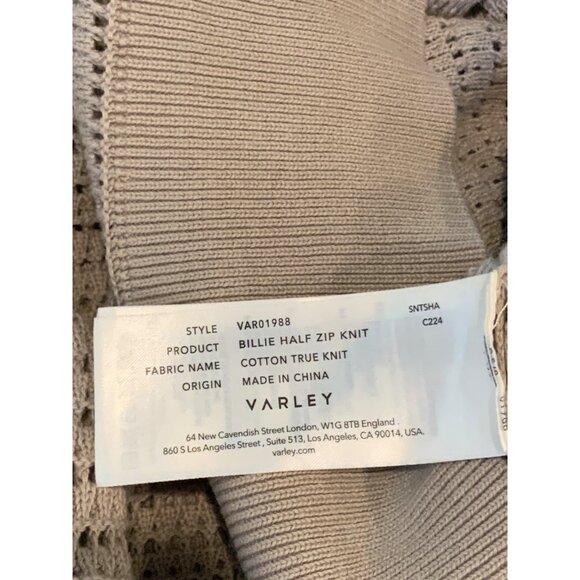 STYLE VAR01988 SNTSHA
PRODUCT BILLIE HALF ZIP KNIT C224
FABRIC NAME COTTON TRUE KNIT
ORIGIN MADE IN CHINA
VARLEY
64 New Cavendish Street London, W1G 8TB England .
860 S Los Angeles Street , Suite 513, Los Angeles, CA 90014, USA.
varley.com